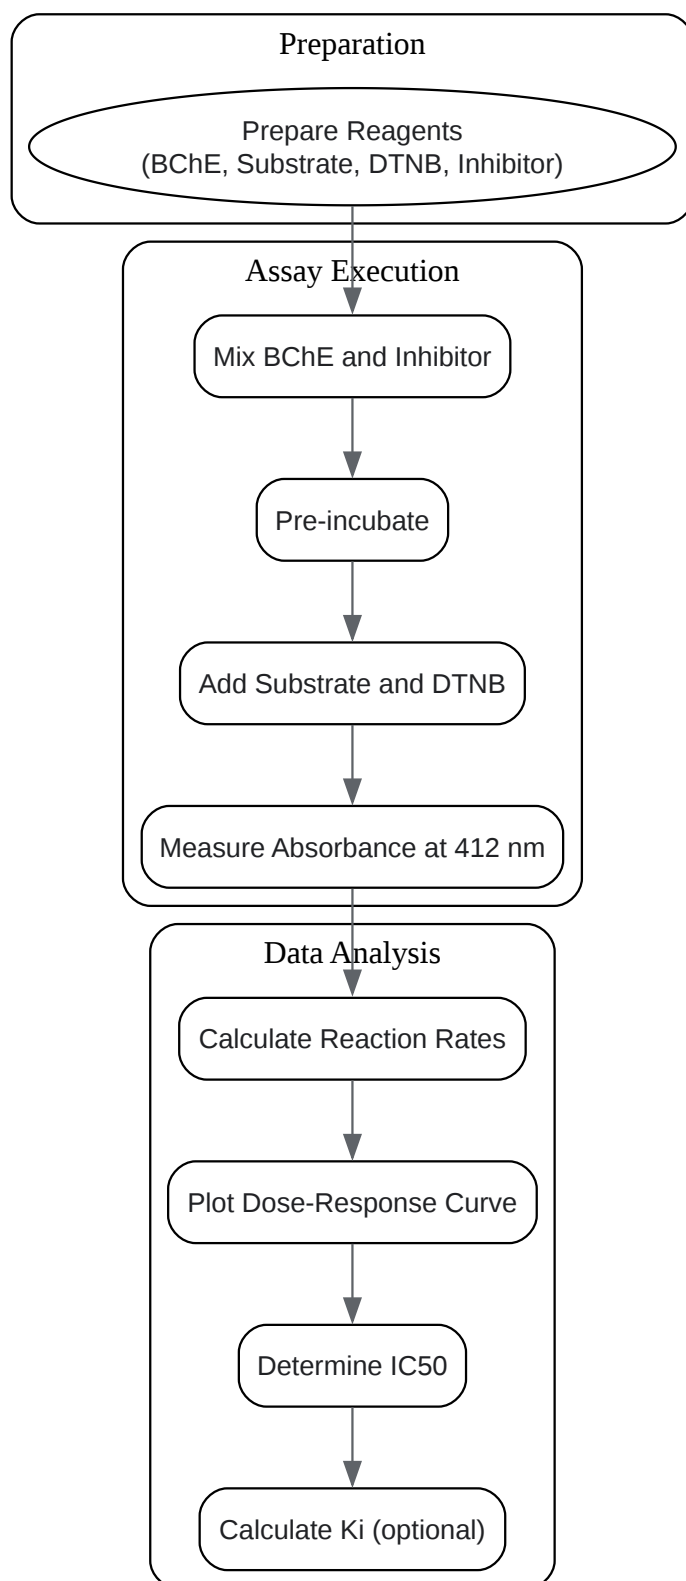 Preparation
Prepare Reagents
(BChE, Substrate, DTNB, Inhibitor)
Assay Execution
Mix BChE and Inhibitor
Pre-incubate
Add Substrate and DTNB
Measure Absorbance at 412 nm
Data Analysis
Calculate Reaction Rates
Plot Dose-Response Curve
Determine IC50
Calculate Ki (optional)